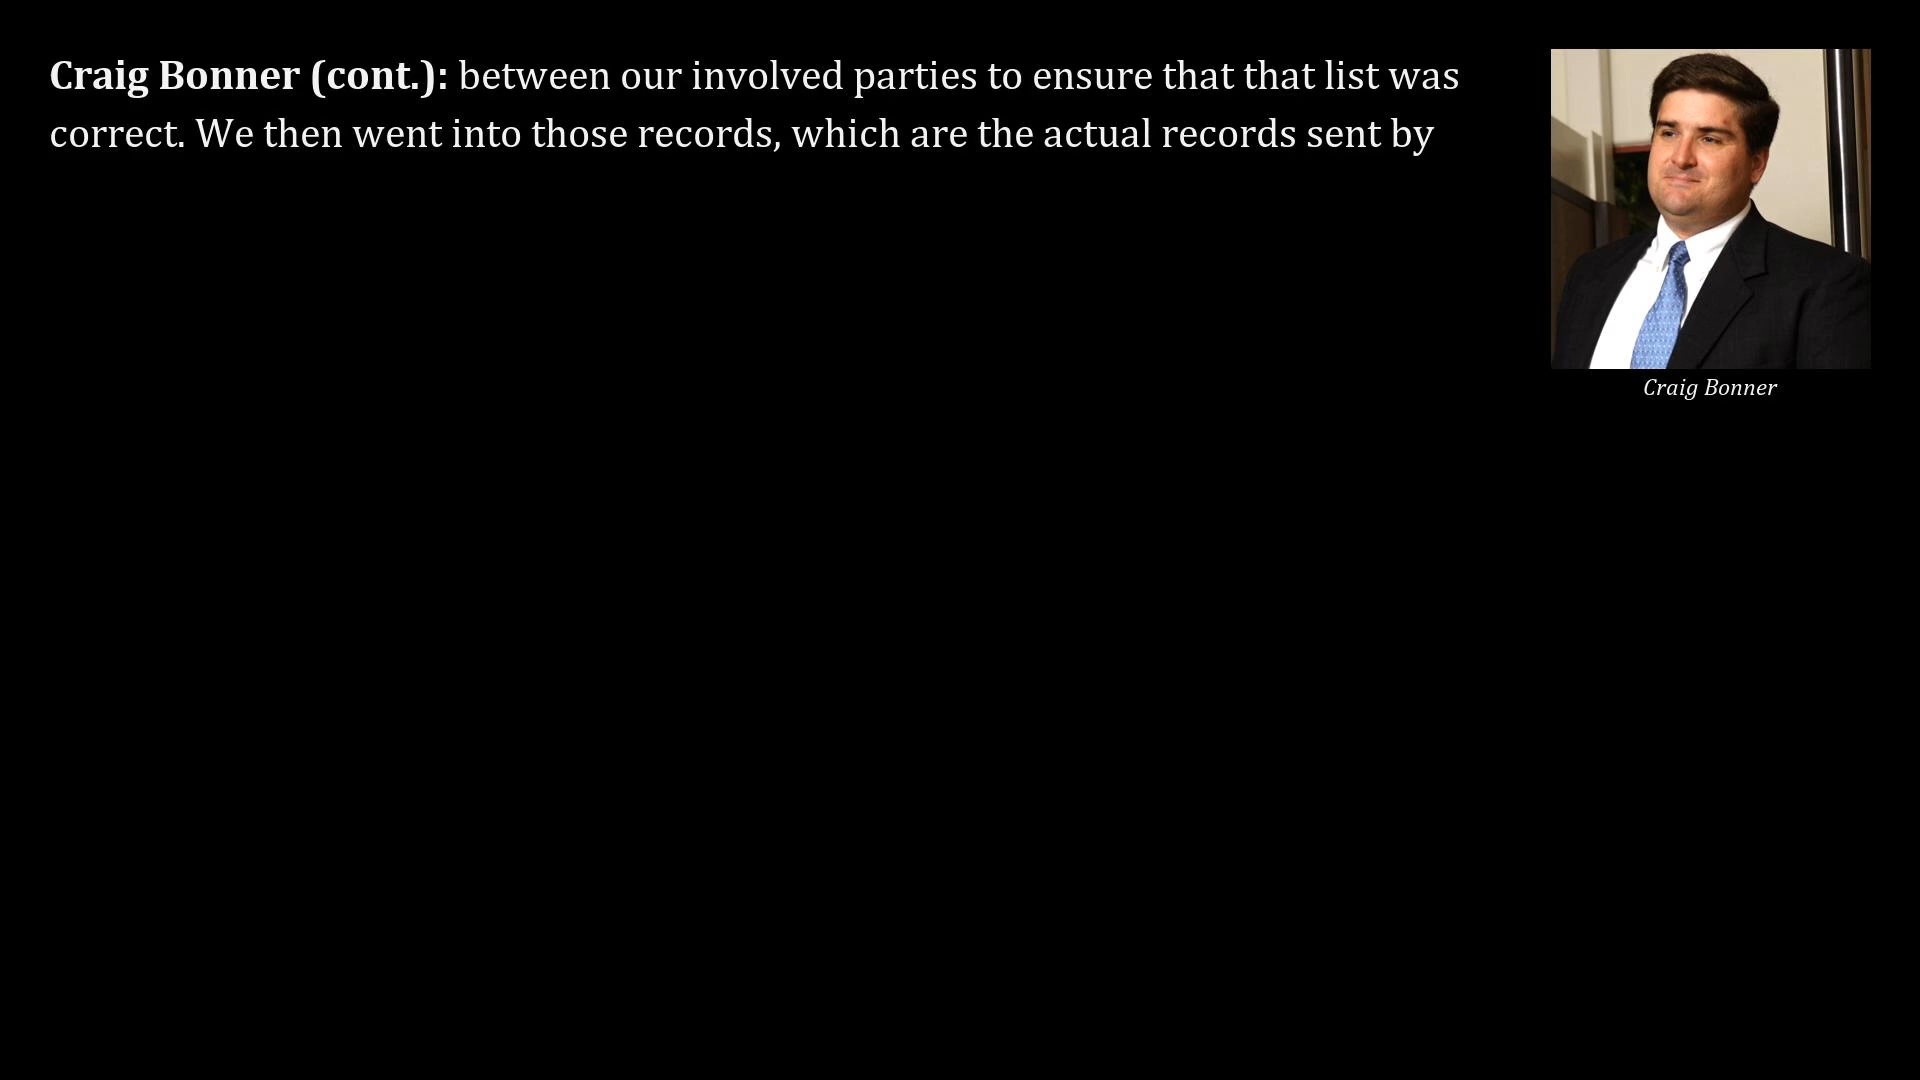 Craig Bonner (cont.): between our involved parties to ensure that that list was
correct. We then went into those records, which are the actual records sent by
Craig Bonner